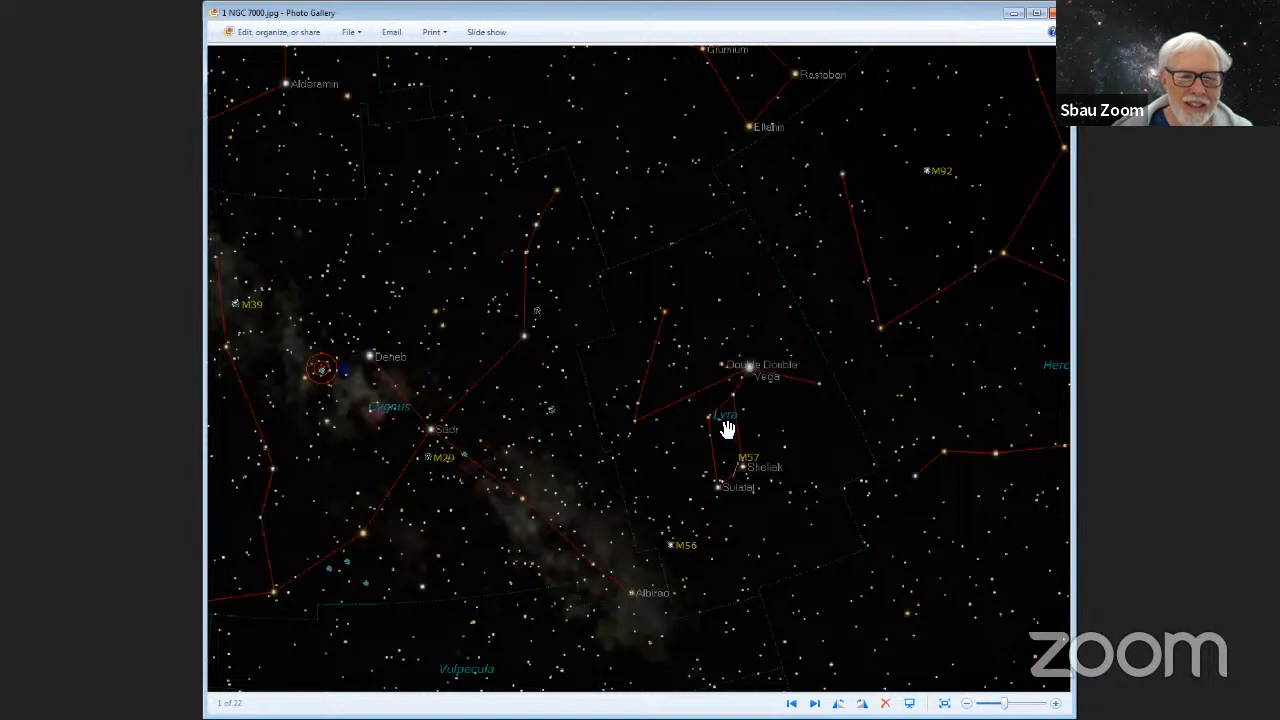 1 NGC 7000.jpg - Photo Gallery
Edit, organize, or share File Email Print Slide show
Grumium
Rastaban
Alderamin
Eltanin
Sbau Zoom
M92
M39
Deneb
Double Double
Vega
Herc
Cygnus
Lyra
Sadr
M29
M57
Sheliak
Sulafat
M56
Albireo
Vulpecula
zoom
1 of 22